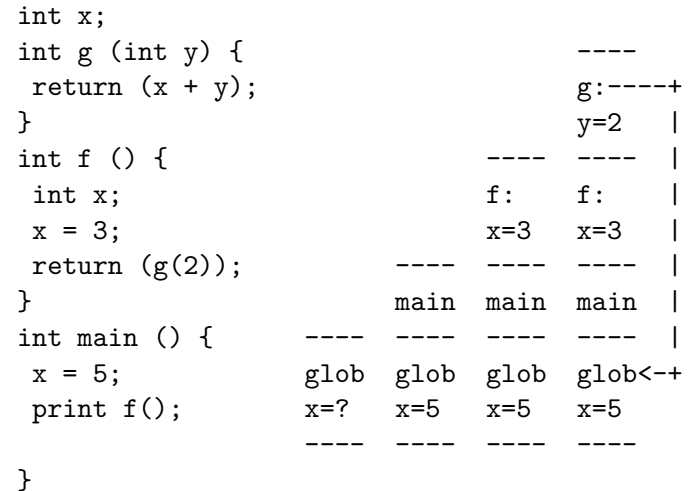 int x;
int g (int y) {                       ----
 return (x + y);                      g:----+
}                                     y=2   |
int f () {                      ----  ----  |
 int x;                         f:    f:    |
 x = 3;                         x=3   x=3   |
 return (g(2));           ----  ----  ----  |
}                         main  main  main  |
int main () {       ----  ----  ----  ----  |
 x = 5;             glob  glob  glob  glob<-+
 print f();         x=?   x=5   x=5   x=5
                    ----  ----  ----  ----
}